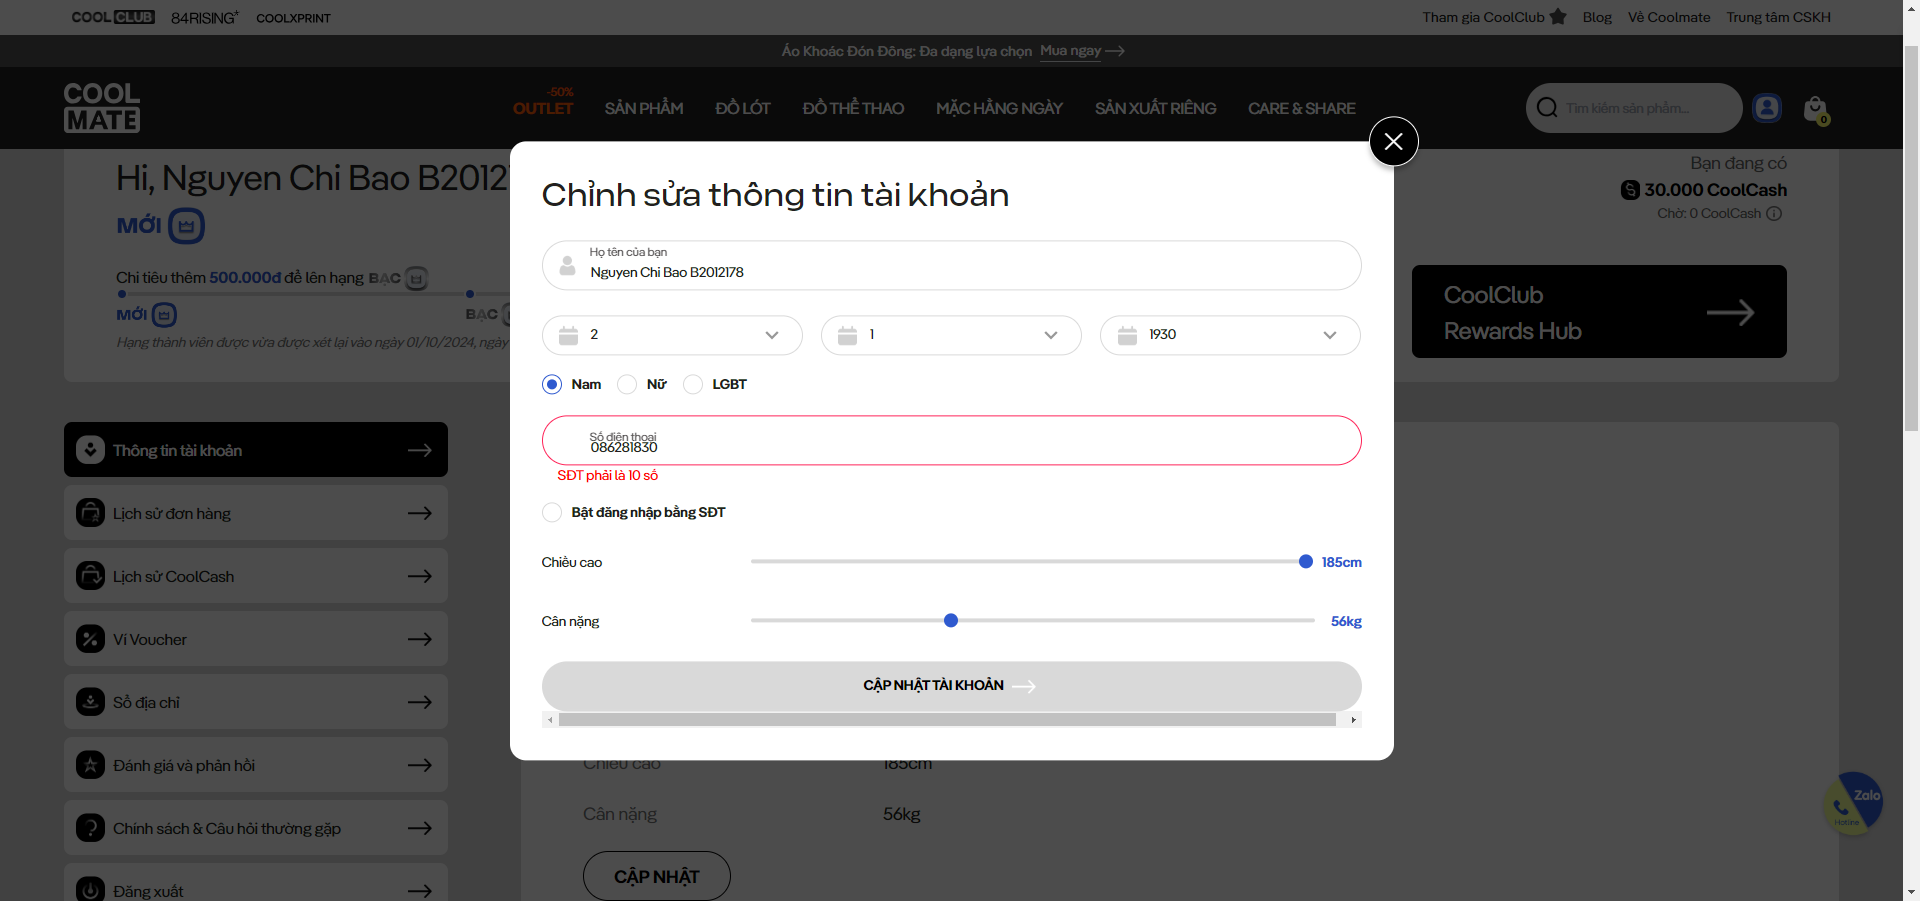 COOLCLUB 84RISING* COOLXPRINT
Tham gia CoolClub Blog Về Coolmate Trung tâm CSKH
Áo Khoác Đón Đông: Đa dạng lựa chọn Mua ngay
COOL
MATE
-50%
OUTLET SẢN PHẨM ĐỒ LÓT ĐỒ THỂ THAO MẶC HẰNG NGÀY SẢN XUẤT RIÊNG CARE & SHARE
Tìm kiếm sản phẩm...
0
Hi, Nguyen Chi Bao B2012
MỚI
Chi tiêu thêm 500.000đ để lên hạng BẠC
MỚI
BẠC
Hạng thành viên được vừa được xét lại vào ngày 01/10/2024, ngày
Bạn đang có
30.000 CoolCash
Chờ: 0 CoolCash
CoolClub
Rewards Hub
Chỉnh sửa thông tin tài khoản
Họ tên của bạn
Nguyen Chi Bao B2012178
2
1
1930
Nam Nữ LGBT
Số điện thoại
086281830
SĐT phải là 10 số
Bật đăng nhập bằng SĐT
Chiều cao 185cm
Cân nặng 56kg
CẬP NHẬT TÀI KHOẢN
Thông tin tài khoản
Lịch sử đơn hàng
Lịch sử CoolCash
Ví Voucher
Sổ địa chỉ
Đánh giá và phản hồi
Chính sách & Câu hỏi thường gặp
Đăng xuất
Chiều cao 185cm
Cân nặng 56kg
CẬP NHẬT
Zalo
Hotline